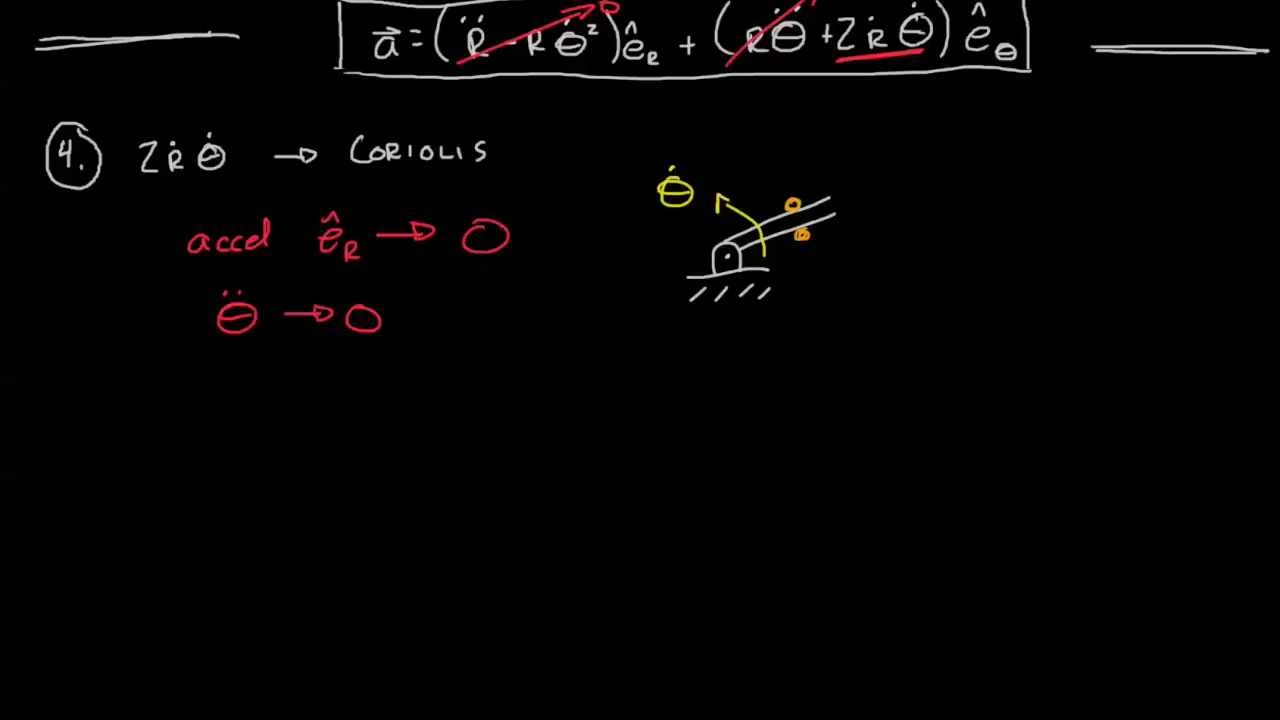 a⃗ = (R̈ - Rθ̇²) ê_R + (Rθ̈ + 2Ṙθ̇) ê_θ
4. 2Ṙθ̇ → CORIOLIS
θ̇
accel ê_R → 0
θ̈ → 0